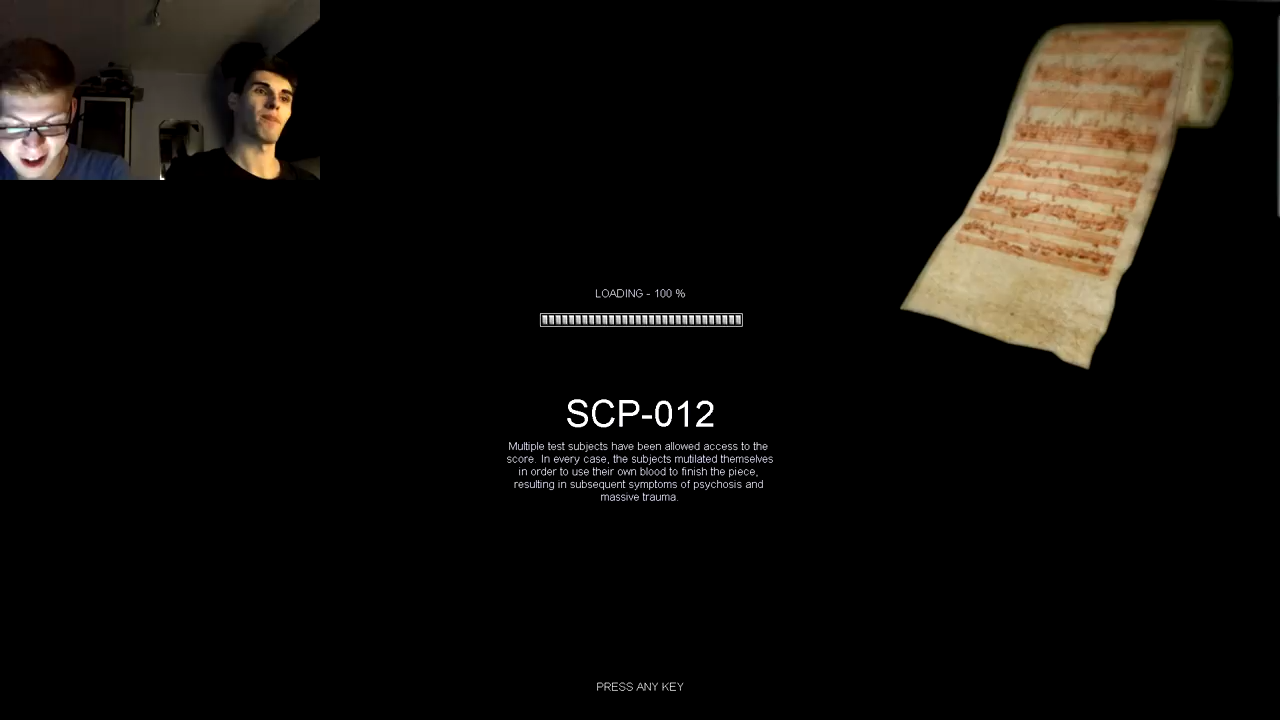 LOADING - 100 %
SCP-012
Multiple test subjects have been allowed access to the
score. In every case, the subjects mutilated themselves
in order to use their own blood to finish the piece,
resulting in subsequent symptoms of psychosis and
massive trauma.
PRESS ANY KEY